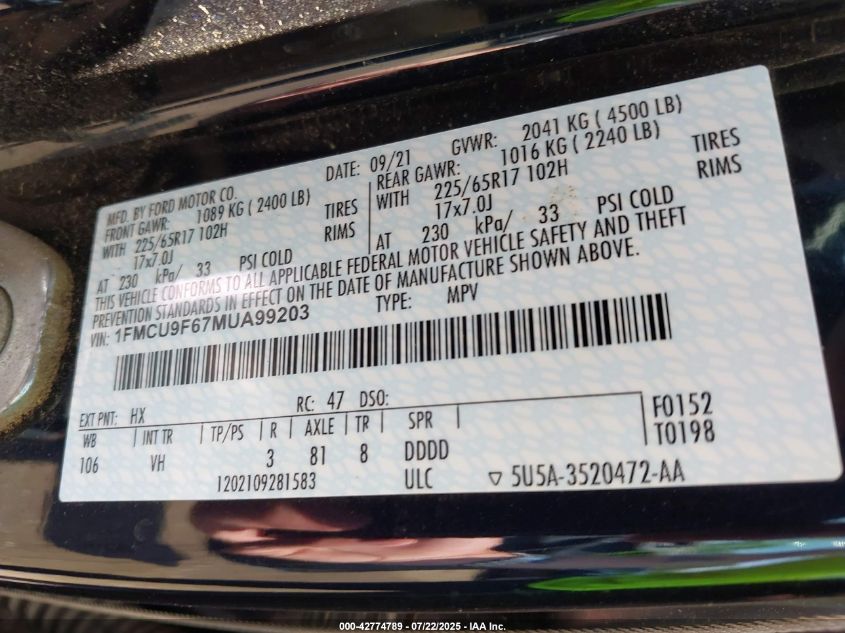 MFD. BY FORD MOTOR CO. DATE: 09/21 GVWR: 2041 KG ( 4500 LB)
FRONT GAWR: 1089 KG ( 2400 LB) REAR GAWR: 1016 KG ( 2240 LB)
WITH 225/65R17 102H TIRES WITH 225/65R17 102H TIRES
17x7.0J RIMS 17x7.0J RIMS
AT 230 kPa/ 33 PSI COLD AT 230 kPa/ 33 PSI COLD
THIS VEHICLE CONFORMS TO ALL APPLICABLE FEDERAL MOTOR VEHICLE SAFETY AND THEFT
PREVENTION STANDARDS IN EFFECT ON THE DATE OF MANUFACTURE SHOWN ABOVE.
VIN: 1FMCU9F67MUA99203 TYPE: MPV
EXT PNT: HX RC: 47 DSO: F0152
WB INT TR TP/PS R AXLE TR SPR T0198
106 VH 3 81 8 DDDD
1202109281583 ULC 5U5A-3520472-AA
000-42774789 - 07/22/2025 - IAA Inc.